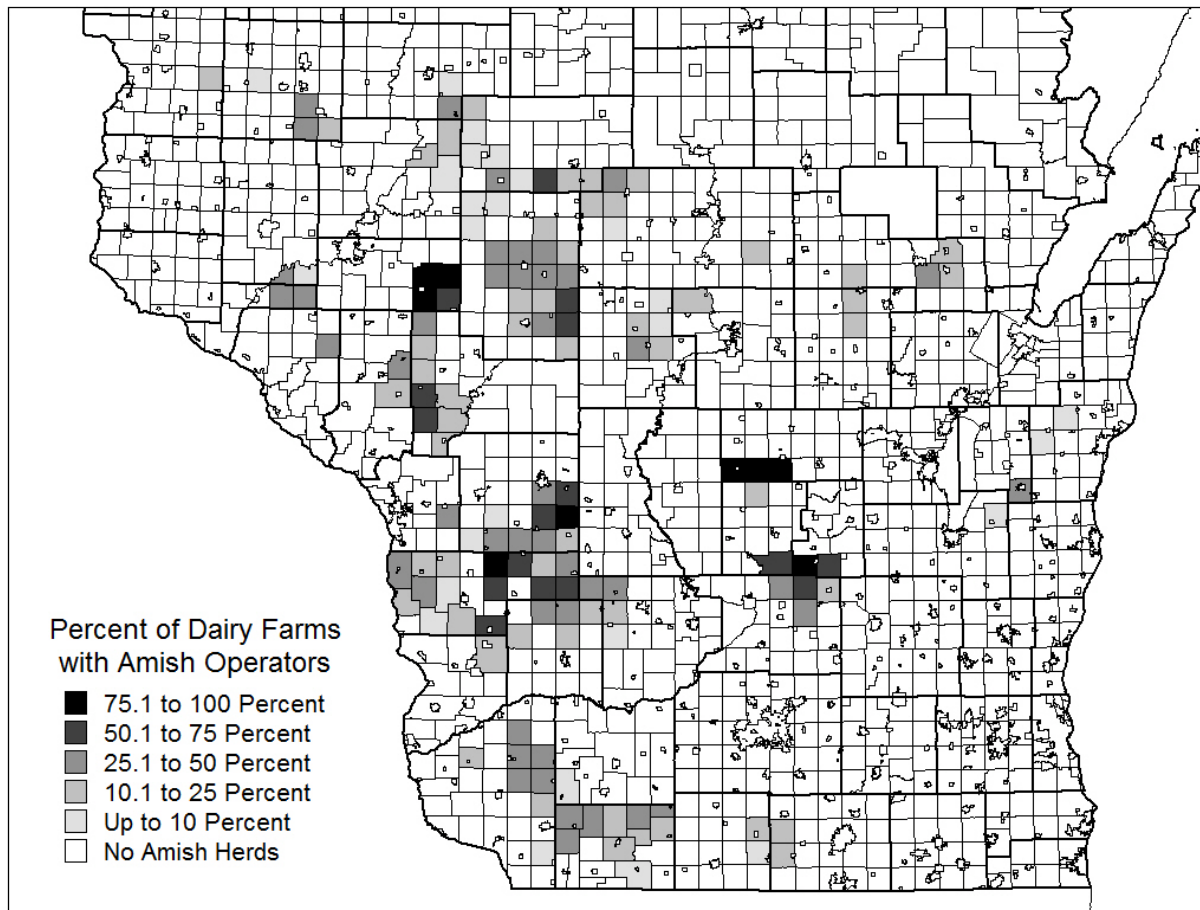 Percent of Dairy Farms
with Amish Operators
75.1 to 100 Percent
50.1 to 75 Percent
25.1 to 50 Percent
10.1 to 25 Percent
Up to 10 Percent
No Amish Herds